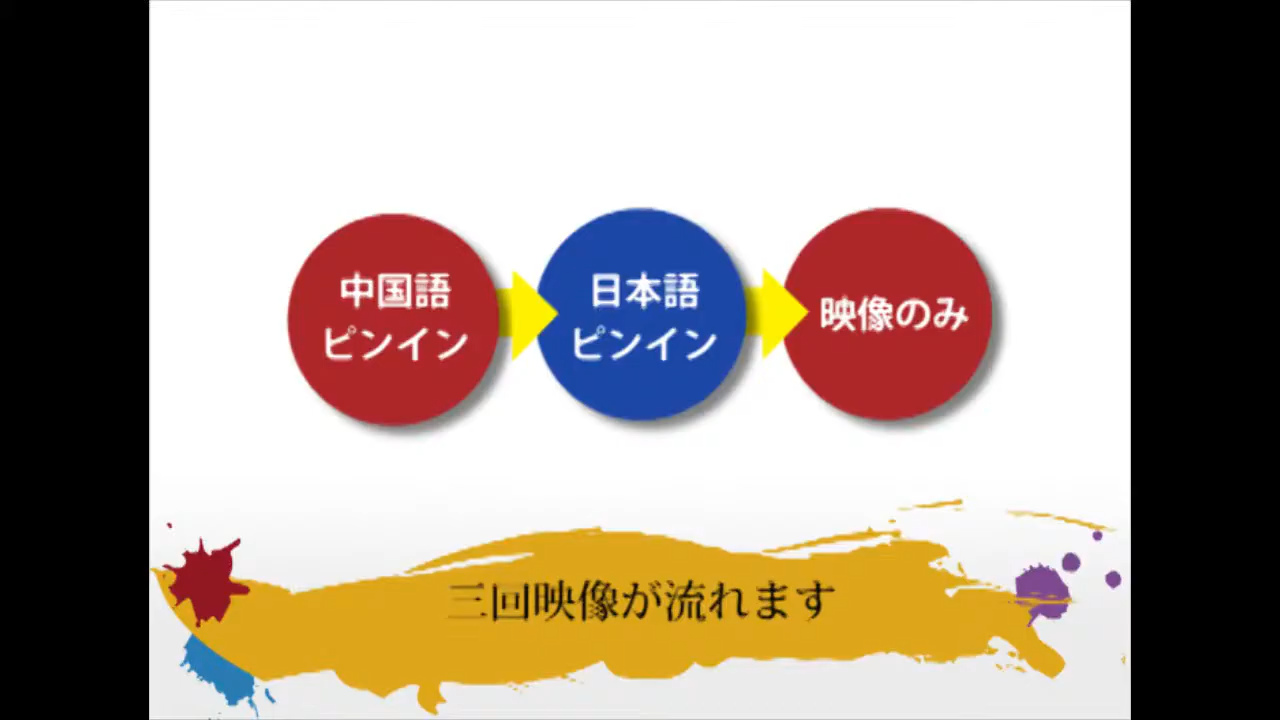 中国語
ピンイン
日本語
ピンイン
映像のみ
三回映像が流れます